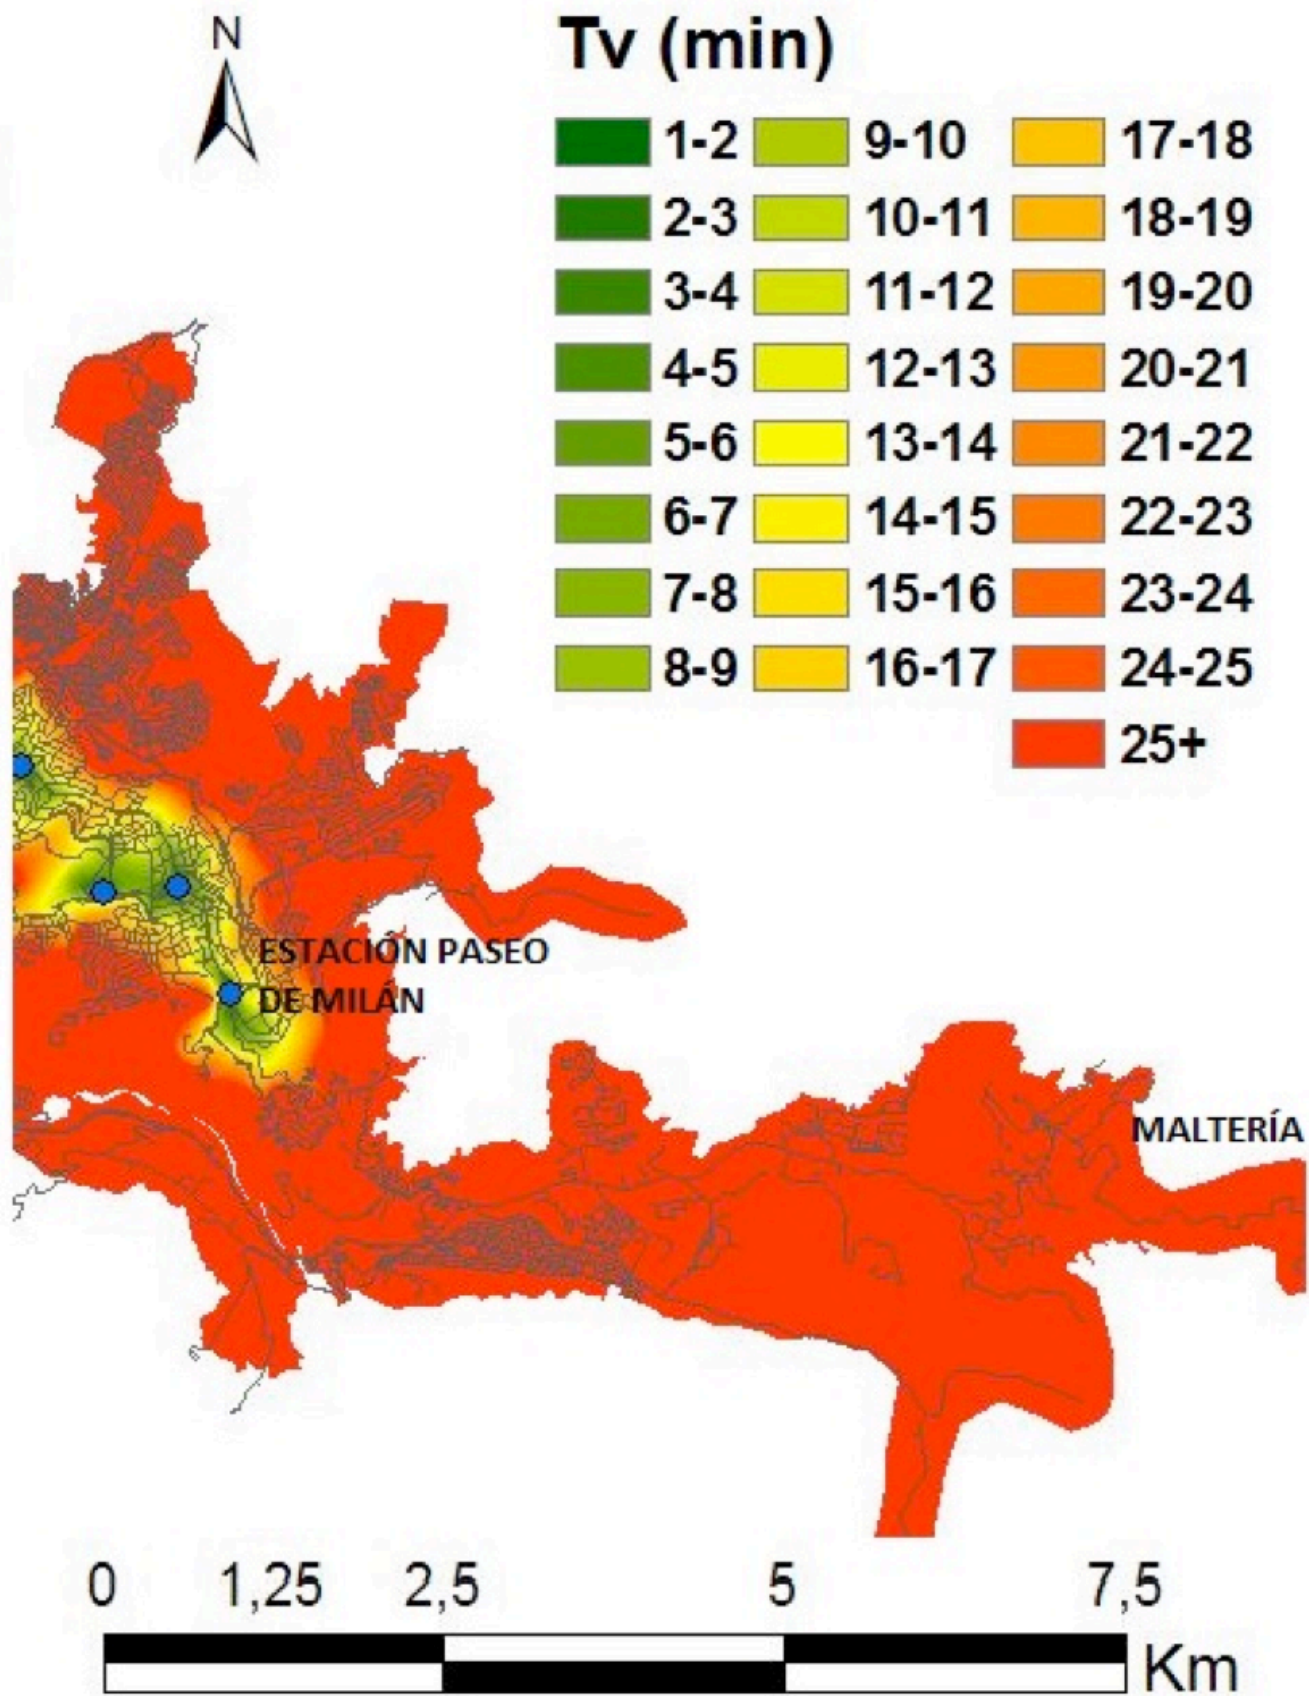 N
Tv (min)
1-2 9-10 17-18
2-3 10-11 18-19
3-4 11-12 19-20
4-5 12-13 20-21
5-6 13-14 21-22
6-7 14-15 22-23
7-8 15-16 23-24
8-9 16-17 24-25
25+
ESTACIÓN PASEO
DE MILÁN
MALTERÍA
0 1,25 2,5 5 7,5
Km